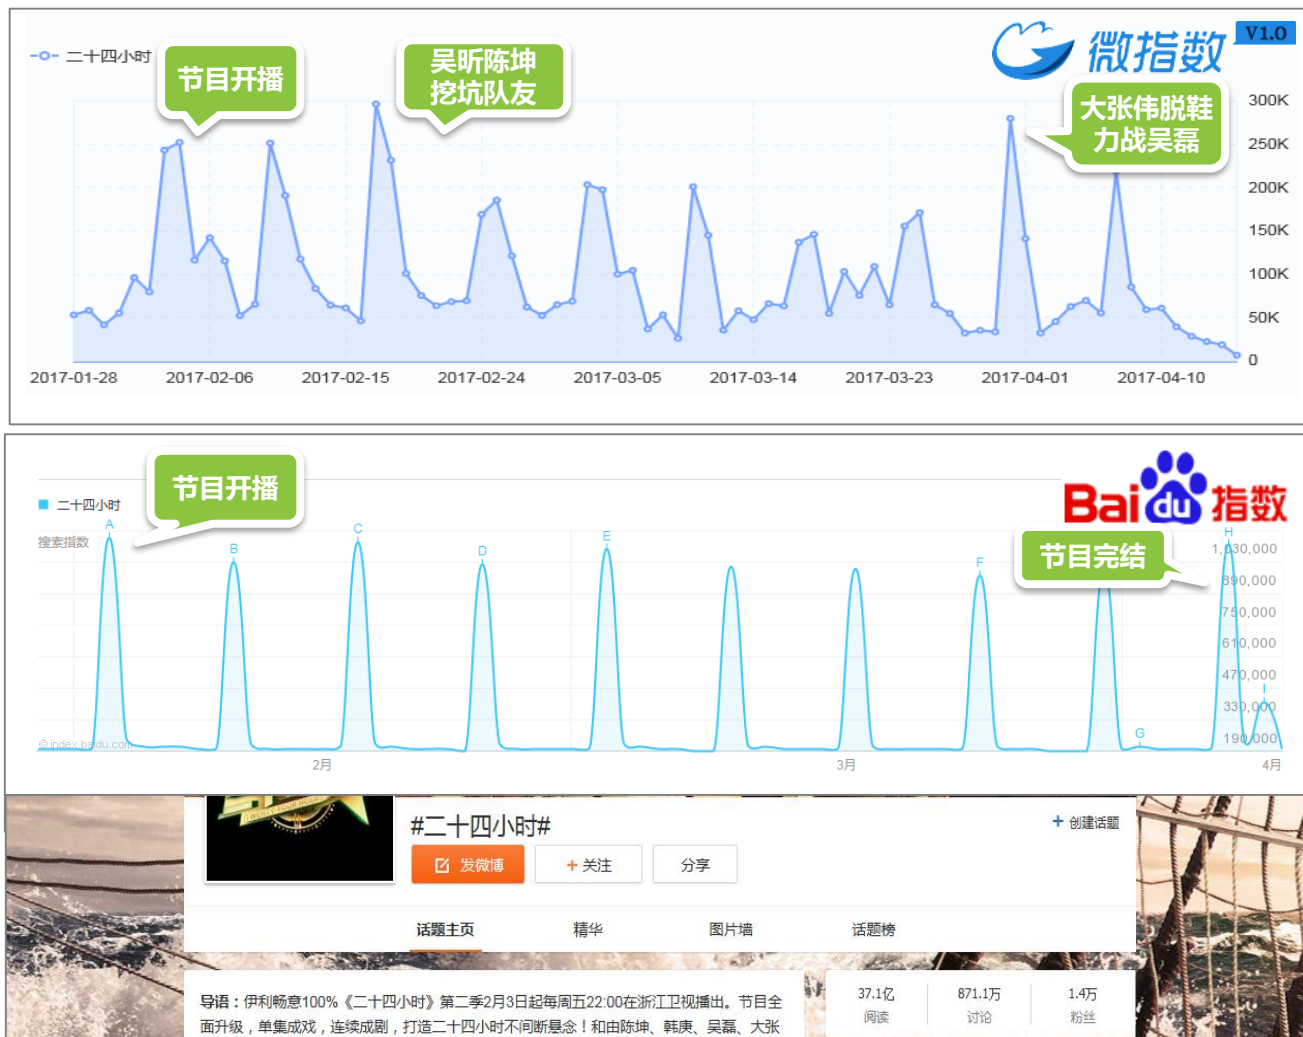 二十四小时
节目开播
吴昕陈坤
挖坑队友
微指数
V1.0
大张伟脱鞋
力战吴磊
300K
250K
200K
150K
100K
50K
0
2017-01-28
2017-02-06
2017-02-15
2017-02-24
2017-03-05
2017-03-14
2017-03-23
2017-04-01
2017-04-10
节目开播
二十四小时
搜索指数
A
B
C
D
E
F
G
H
I
Baidu指数
节目完结
1,030,000
890,000
750,000
610,000
470,000
330,000
190,000
© index.baidu.com
2月
3月
4月
#二十四小时#
+ 创建话题
发微博
+ 关注
分享
话题主页
精华
图片墙
话题榜
导语：伊利畅意100%《二十四小时》第二季2月3日起每周五22:00在浙江卫视播出。节目全
面升级，单集成戏，连续成剧，打造二十四小时不间断悬念！和由陈坤、韩庚、吴磊、大张
37.1亿
阅读
871.1万
讨论
1.4万
粉丝